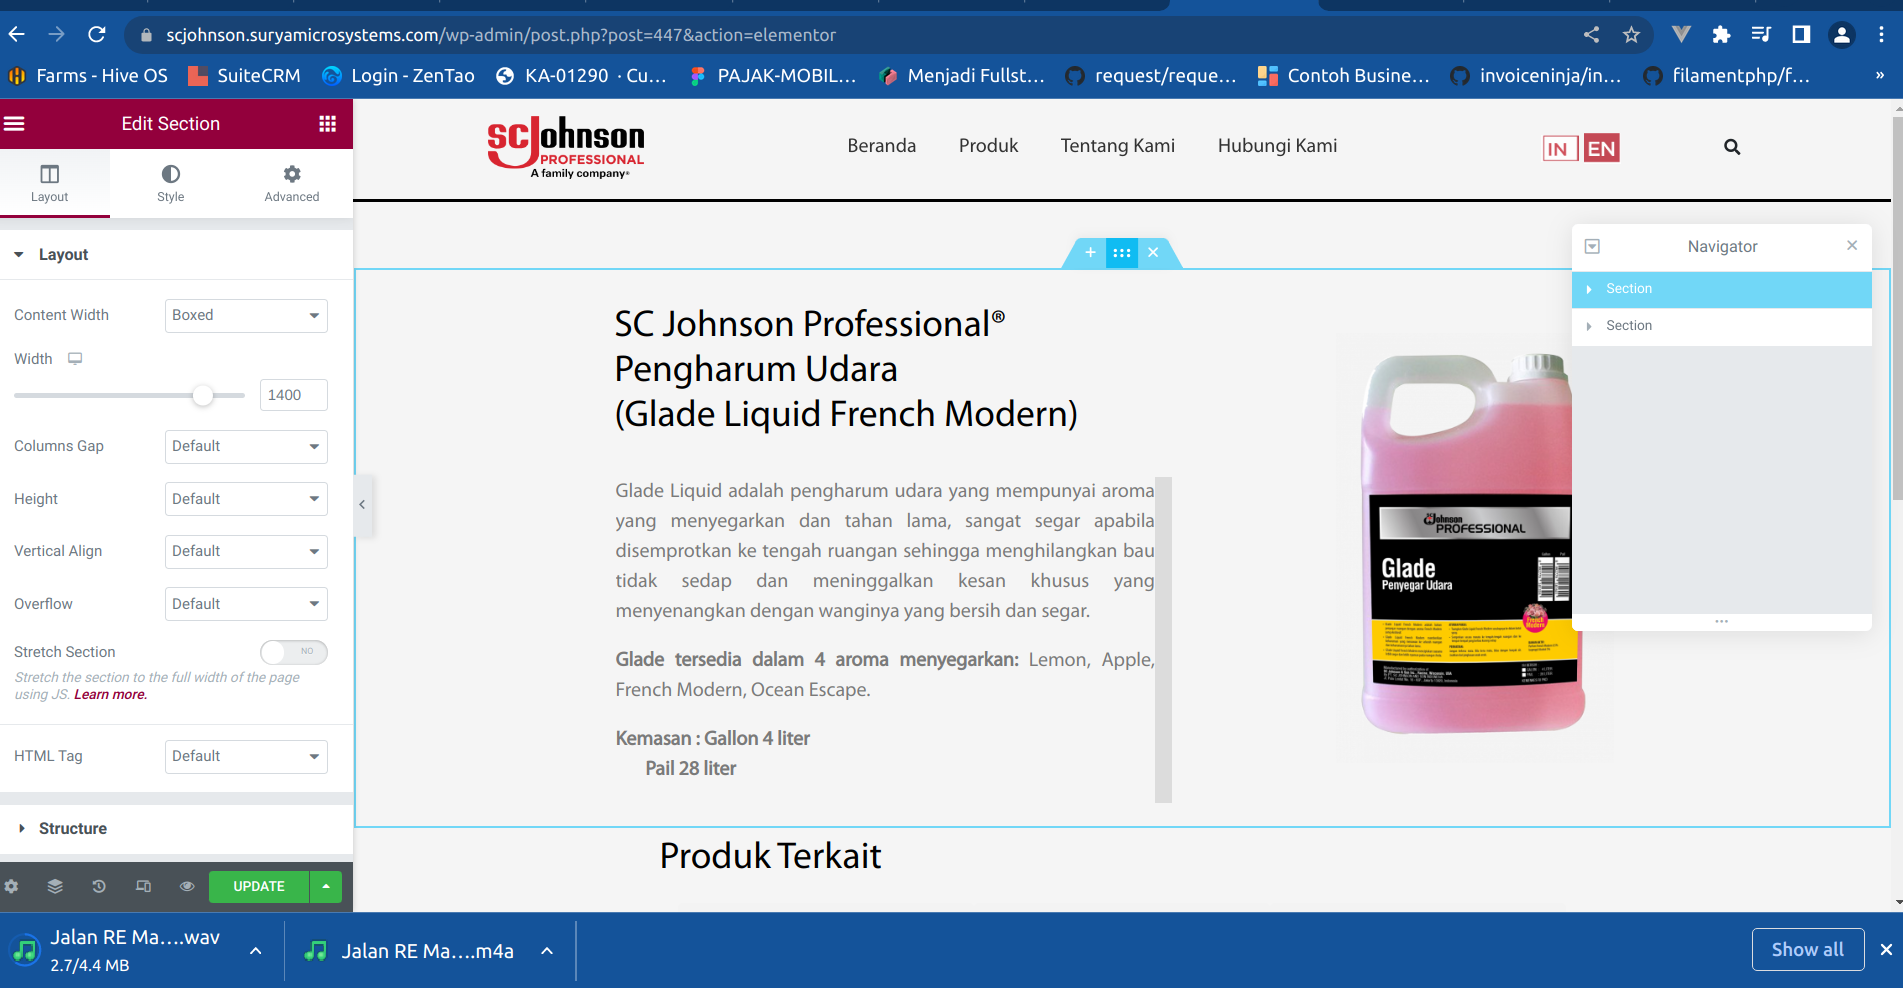 scjohnson.suryamicrosystems.com/wp-admin/post.php?post=447&action=elementor
Farms - Hive OS
SuiteCRM
Login - ZenTao
KA-01290 · Cu...
PAJAK-MOBIL...
Menjadi Fullst...
request/reque...
Contoh Busine...
invoiceninja/in...
filamentphp/f...
»
Edit Section
Layout
Style
Advanced
Layout
Content Width
Boxed
Width
1400
Columns Gap
Default
Height
Default
Vertical Align
Default
Overflow
Default
Stretch Section
NO
Stretch the section to the full width of the page
using JS. Learn more.
HTML Tag
Default
Structure
UPDATE
SC Johnson
PROFESSIONAL
A family company®
Beranda
Produk
Tentang Kami
Hubungi Kami
IN
EN
Navigator
Section
Section
SC Johnson Professional®
Pengharum Udara
(Glade Liquid French Modern)
Glade Liquid adalah pengharum udara yang mempunyai aroma
yang menyegarkan dan tahan lama, sangat segar apabila
disemprotkan ke tengah ruangan sehingga menghilangkan bau
tidak sedap dan meninggalkan kesan khusus yang
menyenangkan dengan wanginya yang bersih dan segar.
Glade tersedia dalam 4 aroma menyegarkan: Lemon, Apple,
French Modern, Ocean Escape.
Kemasan : Gallon 4 liter
Pail 28 liter
SC Johnson
PROFESSIONAL
Glade
Penyegar Udara
French
Modern
Produk Terkait
Jalan RE Ma....wav
2.7/4.4 MB
Jalan RE Ma....m4a
Show all